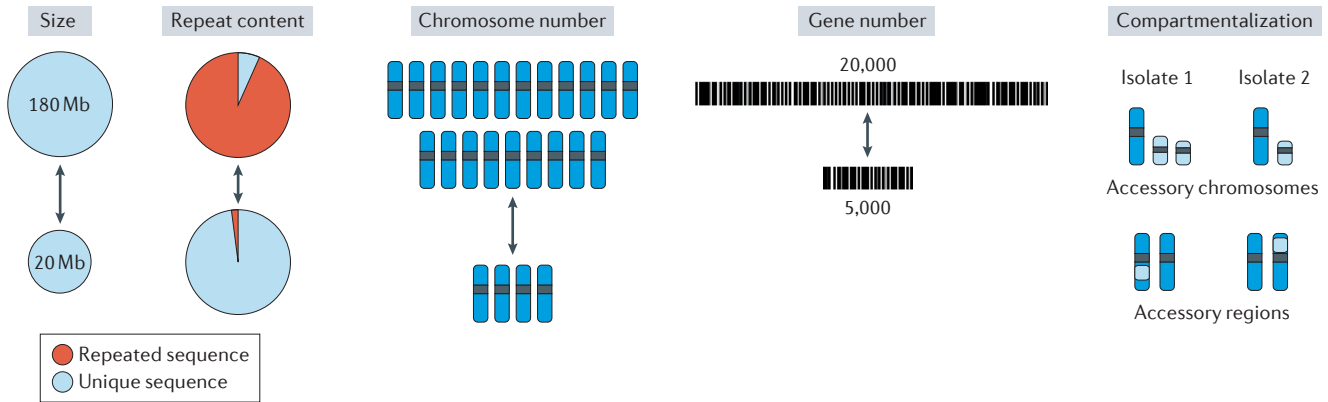 Size
Repeat content
Chromosome number
Gene number
Compartmentalization
180 Mb
20 Mb
Repeated sequence
Unique sequence
20,000
5,000
Isolate 1
Isolate 2
Accessory chromosomes
Accessory regions